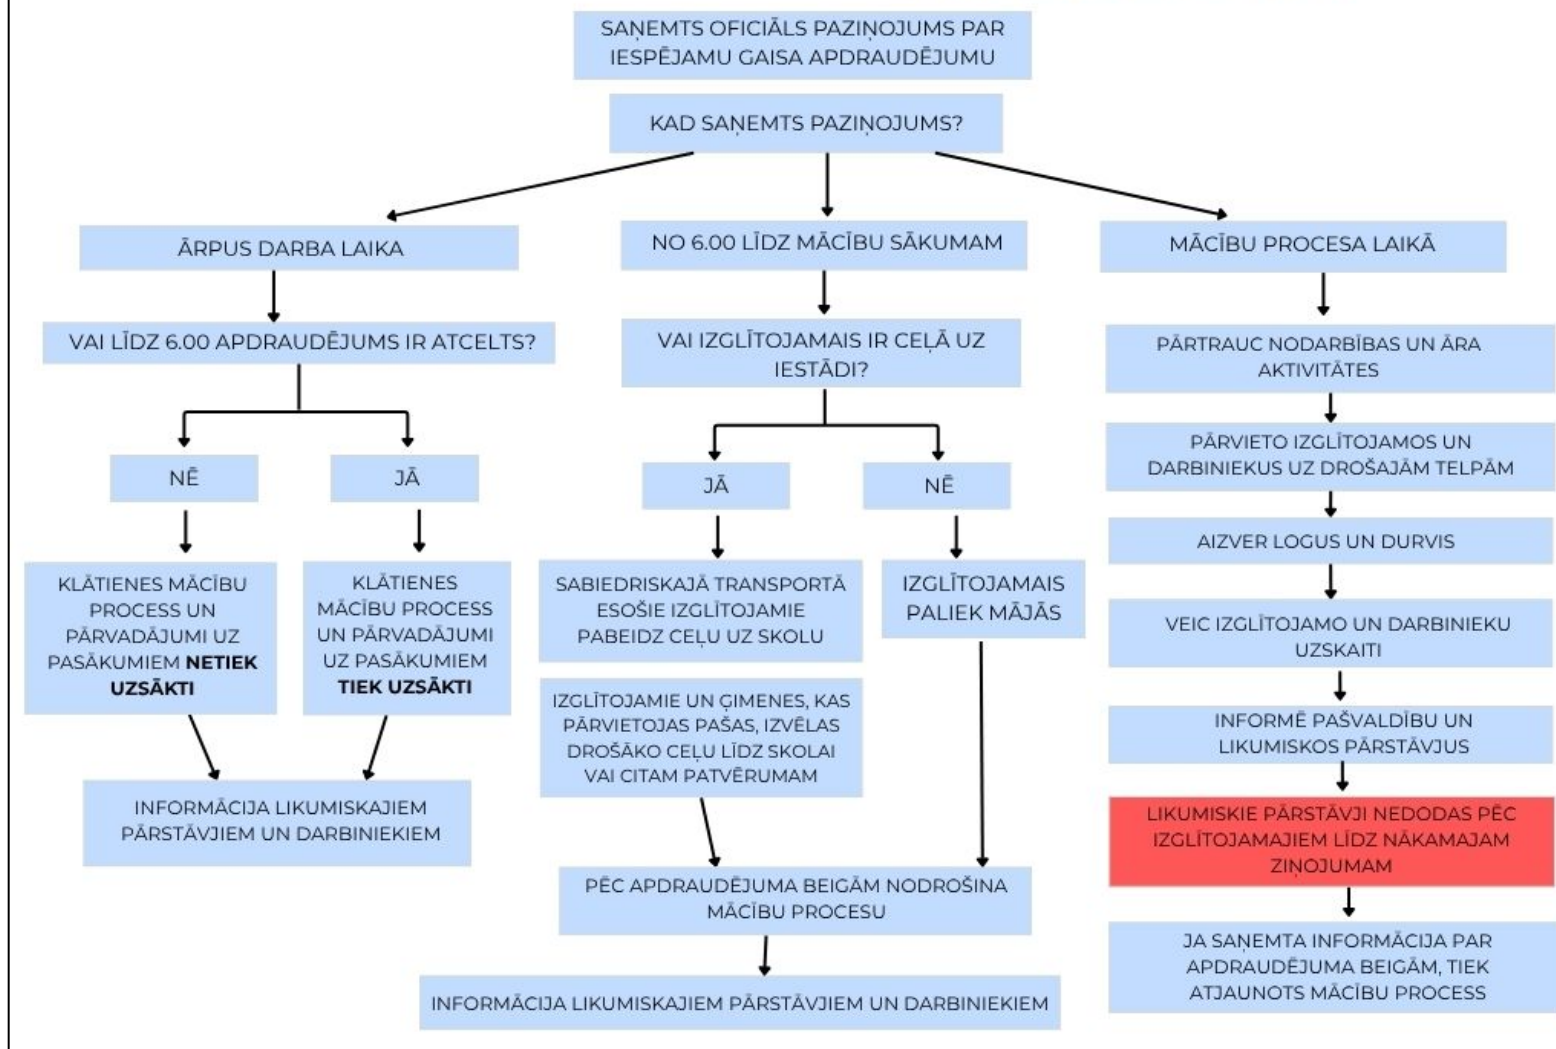 SAŅEMTS OFICIĀLS PAZIŅOJUMS PAR
IESPĒJAMU GAISA APDRAUDĒJUMU
KAD SAŅEMTS PAZIŅOJUMS?
ĀRPUS DARBA LAIKA
VAI LĪDZ 6.00 APDRAUDĒJUMS IR ATCELTS?
NĒ
JĀ
KLĀTIENES MĀCĪBU
PROCESS UN
PĀRVADĀJUMI UZ
PASĀKUMIEM NETIEK
UZSĀKTI
KLĀTIENES
MĀCĪBU PROCESS
UN PĀRVADĀJUMI
UZ PASĀKUMIEM
TIEK UZSĀKTI
INFORMĀCIJA LIKUMISKAJIEM
PĀRSTĀVJIEM UN DARBINIEKIEM
NO 6.00 LĪDZ MĀCĪBU SĀKUMAM
VAI IZGLĪTOJAMAIS IR CEĻĀ UZ
IESTĀDI?
JĀ
NĒ
SABIEDRISKAJĀ TRANSPORTĀ
ESOŠIE IZGLĪTOJAMIE
PABEIDZ CEĻU UZ SKOLU
IZGLĪTOJAMAIS
PALIEK MĀJĀS
IZGLĪTOJAMIE UN ĢIMENES, KAS
PĀRVIETOJAS PAŠAS, IZVĒLAS
DROŠĀKO CEĻU LĪDZ SKOLAI
VAI CITAM PATVĒRUMAM
PĒC APDRAUDĒJUMA BEIGĀM NODROŠINA
MĀCĪBU PROCESU
INFORMĀCIJA LIKUMISKAJIEM PĀRSTĀVJIEM UN DARBINIEKIEM
MĀCĪBU PROCESA LAIKĀ
PĀRTRAUC NODARBĪBAS UN ĀRA
AKTIVITĀTES
PĀRVIETO IZGLĪTOJAMOS UN
DARBINIEKUS UZ DROŠAJĀM TELPĀM
AIZVER LOGUS UN DURVIS
VEIC IZGLĪTOJAMO UN DARBINIEKU
UZSKAITI
INFORMĒ PAŠVALDĪBU UN
LIKUMISKOS PĀRSTĀVJUS
LIKUMISKIE PĀRSTĀVJI NEDODAS PĒC
IZGLĪTOJAMAJIEM LĪDZ NĀKAMAJAM
ZIŅOJUMAM
JA SAŅEMTA INFORMĀCIJA PAR
APDRAUDĒJUMA BEIGĀM, TIEK
ATJAUNOTS MĀCĪBU PROCESS